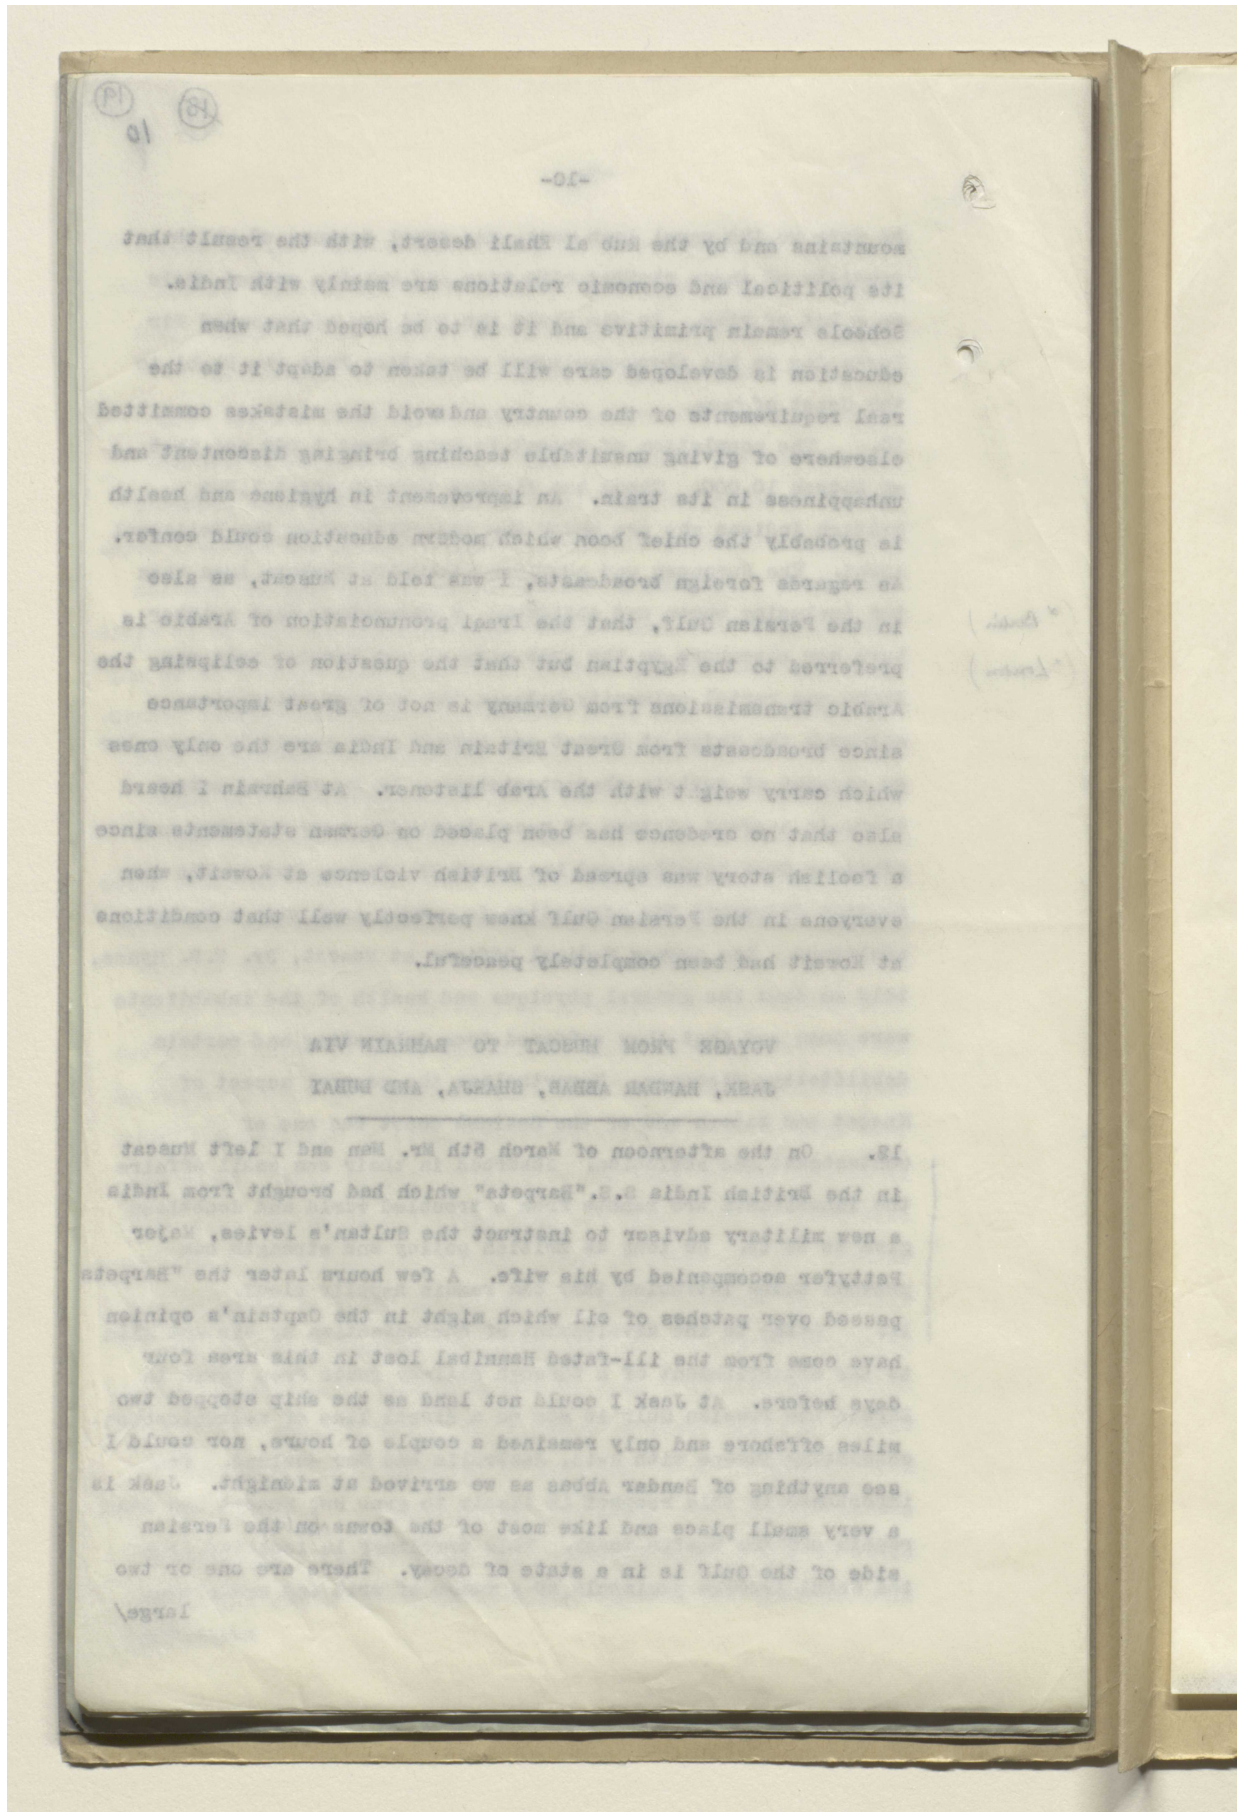 19
18
10
-10-
mountains and by the Rub al Khali desert, with the result that
its political and economic relations are mainly with India.
Schools remain primitive and it is to be hoped that when
education is developed care will be taken to adapt it to the
real requirements of the country and avoid the mistakes committed
elsewhere of giving unsuitable teaching bringing discontent and
unhappiness in its train. An improvement in hygiene and health
is probably the chief boon which modern education could confer.
As regards foreign broadcasts, I was told at Muscat, as also
in the Persian Gulf, that the Iraqi pronunciation of Arabic is
preferred to the Egyptian but that the question of eclipsing the
Arabic transmissions from Germany is not of great importance
since broadcasts from Great Britain and India are the only ones
which carry weig t with the Arab listener. At Bahrain I heard
also that no credence has been placed on German statements since
a foolish story was spread of British violence at Koweit, when
everyone in the Persian Gulf knew perfectly well that conditions
at Koweit had been completely peaceful.
(x Berlin)
(x London)
VOYAGE FROM MUSCAT TO BAHRAIN VIA
JASK, BANDAR ABBAS, SHARJA, AND DUBAI
12. On the afternoon of March 5th Mr. Man and I left Muscat
in the British India S.S."Barpeta" which had brought from India
a new military advisor to instruct the Sultan's levies, Major
Pettyfer accompanied by his wife. A few hours later the "Barpeta
passed over patches of oil which might in the Captain's opinion
have come from the ill-fated Hannibal lost in this area four
days before. At Jask I could not land as the ship stopped two
miles offshore and only remained a couple of hours, nor could I
see anything of Bandar Abbas as we arrived at midnight. Jask is
a very small place and like most of the towns on the Persian
side of the Gulf is in a state of decay. There are one or two
large/